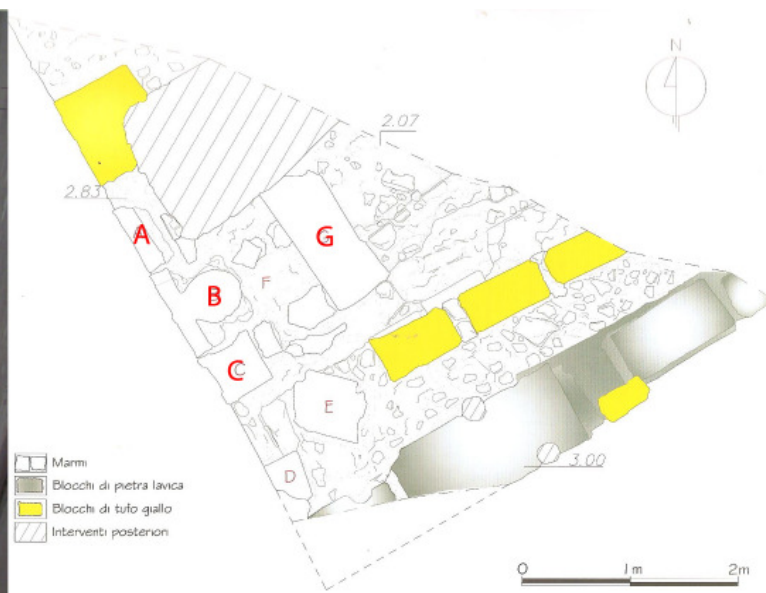 N
2.07
2.83
A
G
B
F
C
E
D
3.00
Marmi
Blocchi di pietra lavica
Blocchi di tufo giallo
Interventi posteriori
0 1m 2m